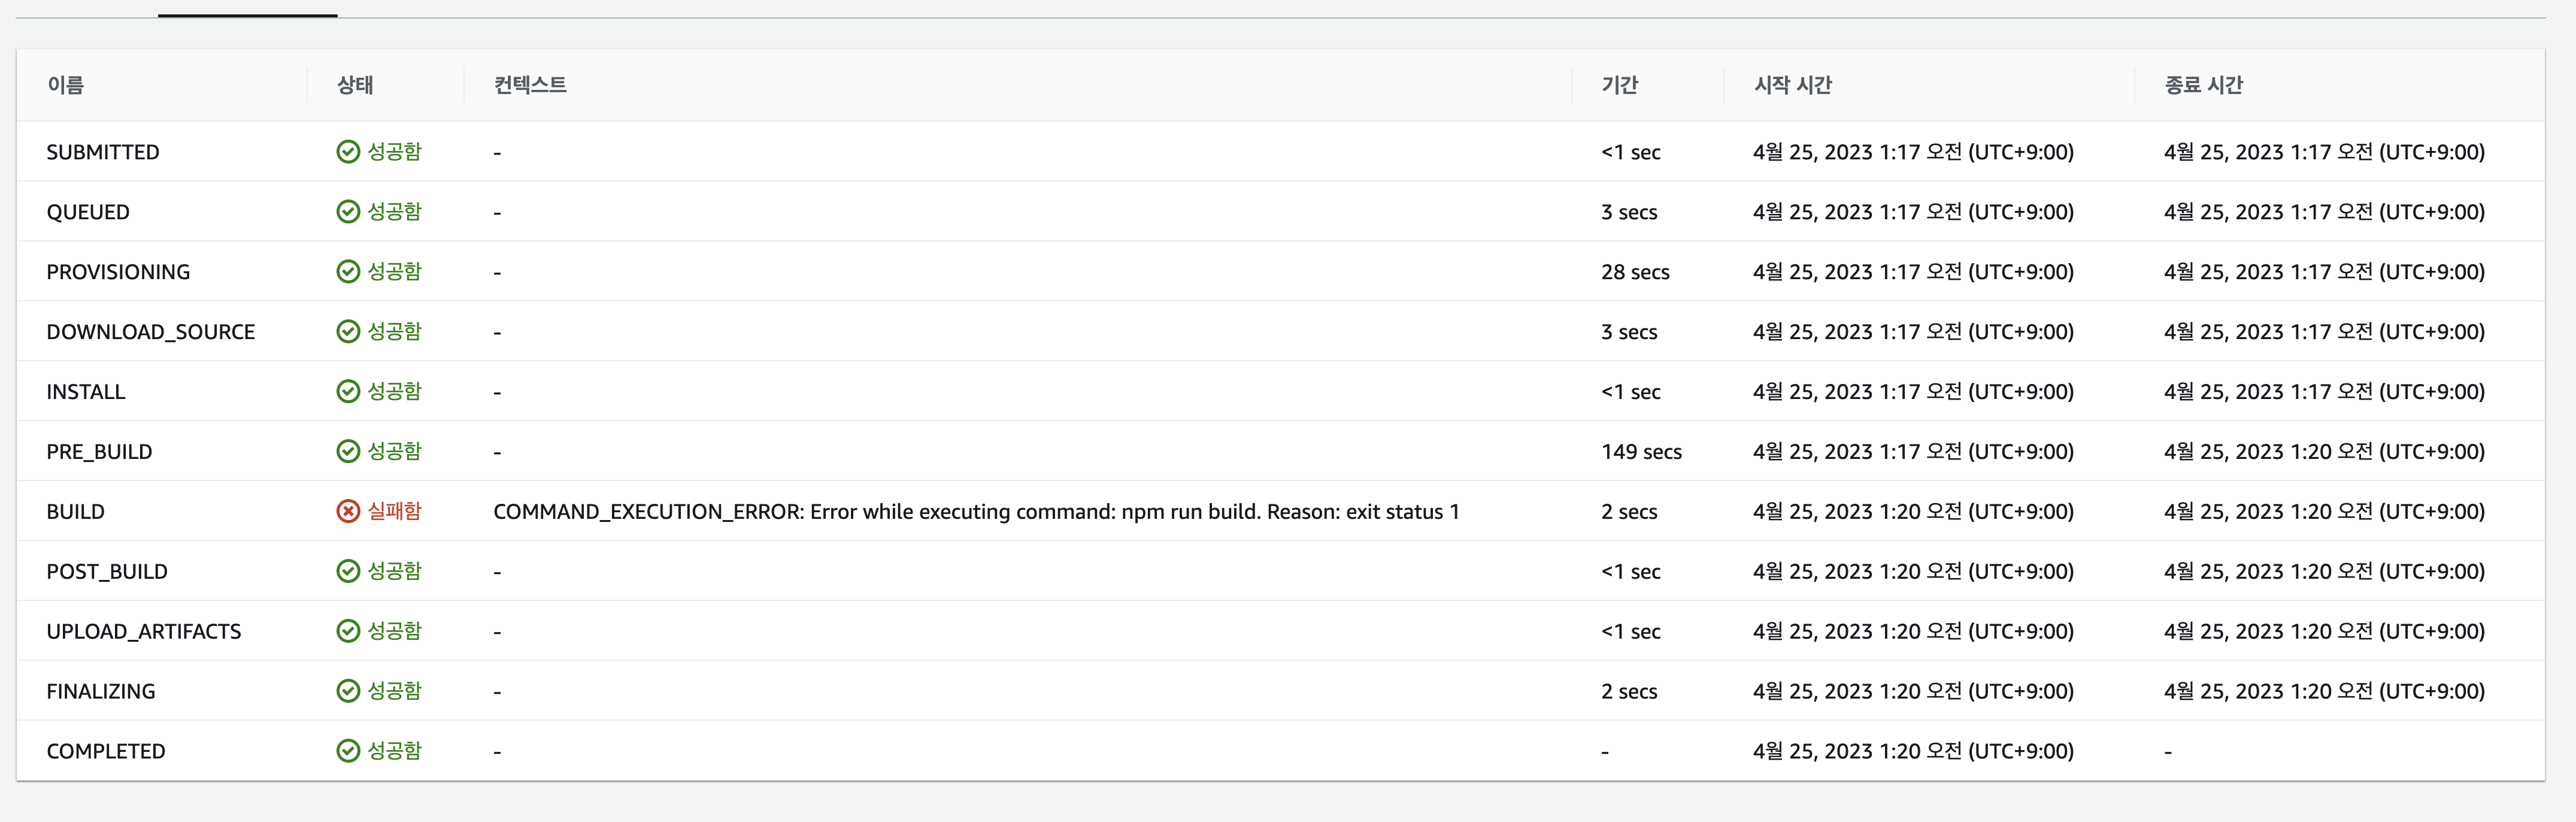 이름 상태 컨텍스트 기간 시작 시간 종료 시간
SUBMITTED 성공함 - <1 sec 4월 25, 2023 1:17 오전 (UTC+9:00) 4월 25, 2023 1:17 오전 (UTC+9:00)
QUEUED 성공함 - 3 secs 4월 25, 2023 1:17 오전 (UTC+9:00) 4월 25, 2023 1:17 오전 (UTC+9:00)
PROVISIONING 성공함 - 28 secs 4월 25, 2023 1:17 오전 (UTC+9:00) 4월 25, 2023 1:17 오전 (UTC+9:00)
DOWNLOAD_SOURCE 성공함 - 3 secs 4월 25, 2023 1:17 오전 (UTC+9:00) 4월 25, 2023 1:17 오전 (UTC+9:00)
INSTALL 성공함 - <1 sec 4월 25, 2023 1:17 오전 (UTC+9:00) 4월 25, 2023 1:17 오전 (UTC+9:00)
PRE_BUILD 성공함 - 149 secs 4월 25, 2023 1:17 오전 (UTC+9:00) 4월 25, 2023 1:20 오전 (UTC+9:00)
BUILD 실패함 COMMAND_EXECUTION_ERROR: Error while executing command: npm run build. Reason: exit status 1 2 secs 4월 25, 2023 1:20 오전 (UTC+9:00) 4월 25, 2023 1:20 오전 (UTC+9:00)
POST_BUILD 성공함 - <1 sec 4월 25, 2023 1:20 오전 (UTC+9:00) 4월 25, 2023 1:20 오전 (UTC+9:00)
UPLOAD_ARTIFACTS 성공함 - <1 sec 4월 25, 2023 1:20 오전 (UTC+9:00) 4월 25, 2023 1:20 오전 (UTC+9:00)
FINALIZING 성공함 - 2 secs 4월 25, 2023 1:20 오전 (UTC+9:00) 4월 25, 2023 1:20 오전 (UTC+9:00)
COMPLETED 성공함 - - 4월 25, 2023 1:20 오전 (UTC+9:00) -